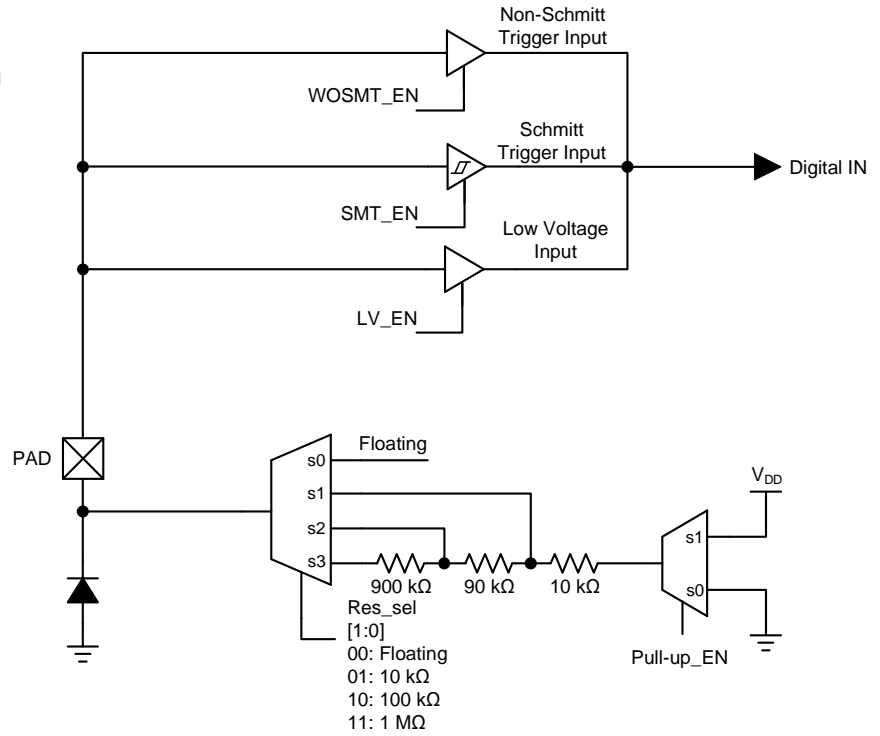 Non-Schmitt
Trigger Input
WOSMT_EN
Schmitt
Trigger Input
Digital IN
SMT_EN
Low Voltage
Input
LV_EN
PAD
Floating
s0
s1
s2
s3
900 kΩ
90 kΩ
10 kΩ
VDD
s1
s0
Pull-up_EN
Res_sel
[1:0]
00: Floating
01: 10 kΩ
10: 100 kΩ
11: 1 MΩ